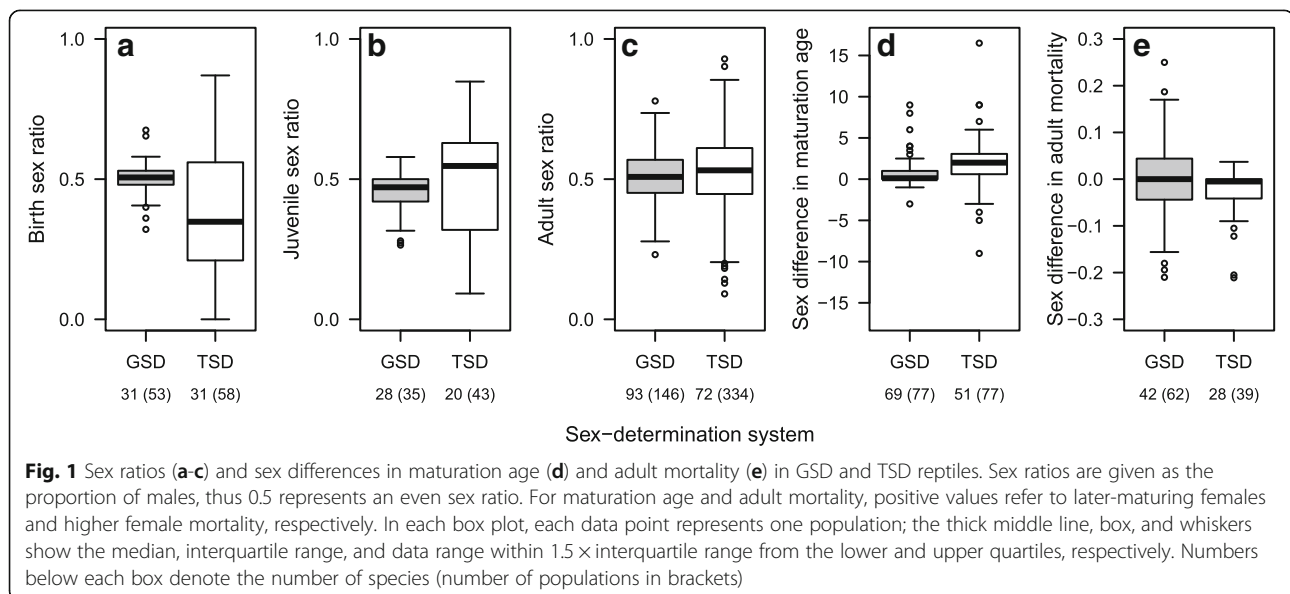 a
b
c
d
e
Birth sex ratio
1.0
0.5
0.0
GSD TSD
31 (53) 31 (58)
Juvenile sex ratio
1.0
0.5
0.0
GSD TSD
28 (35) 20 (43)
Adult sex ratio
1.0
0.5
0.0
GSD TSD
93 (146) 72 (334)
Sex difference in maturation age
15
10
5
0
−5
−10
−15
GSD TSD
69 (77) 51 (77)
Sex difference in adult mortality
0.3
0.2
0.1
0.0
−0.1
−0.2
−0.3
GSD TSD
42 (62) 28 (39)
Sex−determination system
Fig. 1 Sex ratios (a-c) and sex differences in maturation age (d) and adult mortality (e) in GSD and TSD reptiles. Sex ratios are given as the
proportion of males, thus 0.5 represents an even sex ratio. For maturation age and adult mortality, positive values refer to later-maturing females
and higher female mortality, respectively. In each box plot, each data point represents one population; the thick middle line, box, and whiskers
show the median, interquartile range, and data range within 1.5 × interquartile range from the lower and upper quartiles, respectively. Numbers
below each box denote the number of species (number of populations in brackets)